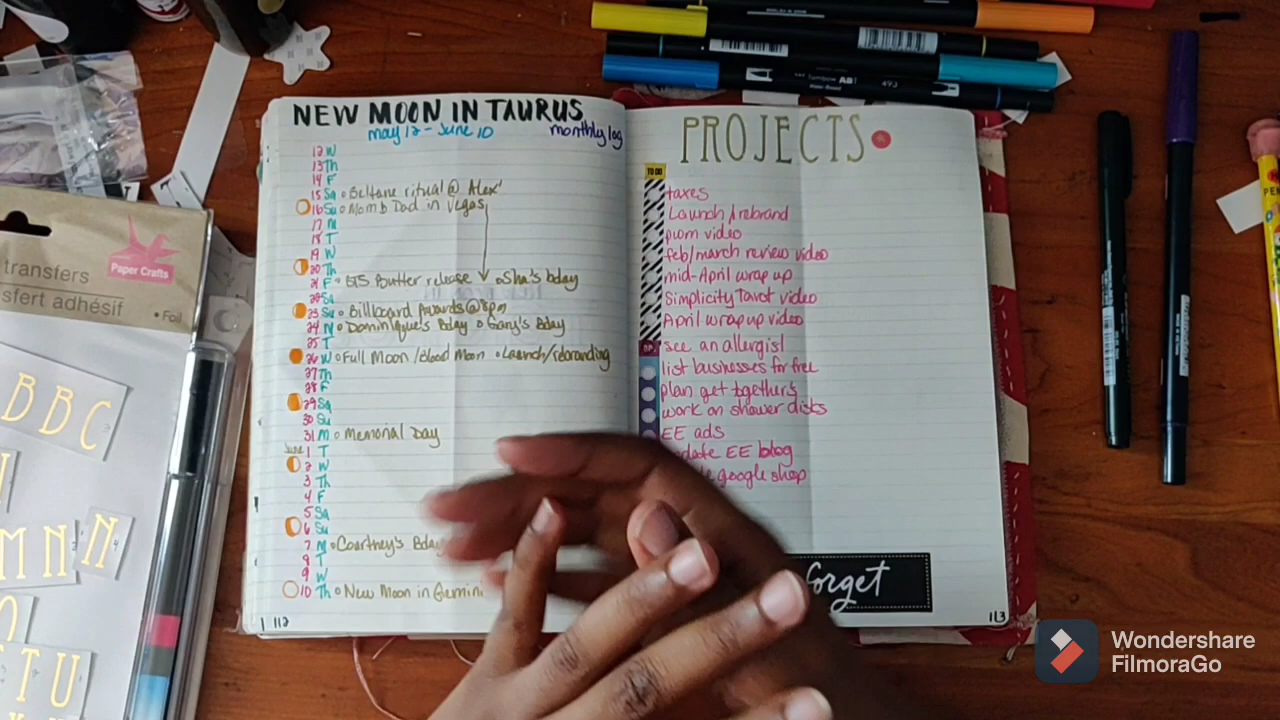 NEW MOON IN TAURUS
may 12 - June 10
monthly log
12 W
13 Th
14 F
15 Sa Beltane ritual @ Alex'
16 Su Mom & Dad in Vegas
17 M
18 T
19 W
20 Th
21 F BTS Butter release Sha's bday
22 Sa
23 Su Billboard Awards @ 8pm
24 M Dominique's Bday Gary's Bday
25 T
26 W Full Moon/Blood Moon Launch/rebranding
27 Th
28 F
29 Sa
30 Su
31 M Memorial Day
June 1 T
2 W
3 Th
4 F
5 Sa
6 Su
7 M Courtney's Bday
8 T
9 W
10 Th New Moon in Gemini
112
PROJECTS
TO DO
taxes
Launch/rebrand
pwm video
feb/march review video
mid-April wrap up
Simplicity Tarot video
April wrap up video
see an allergist
list businesses for free
plan get togethers
work on shower disks
EE ads
EE blog
google shop
forget
113
transfers
sfert adhésif
Paper Crafts
• Foil
B B C
M N N
T U
Tombow AB
493
PEN
Wondershare
FilmoraGo